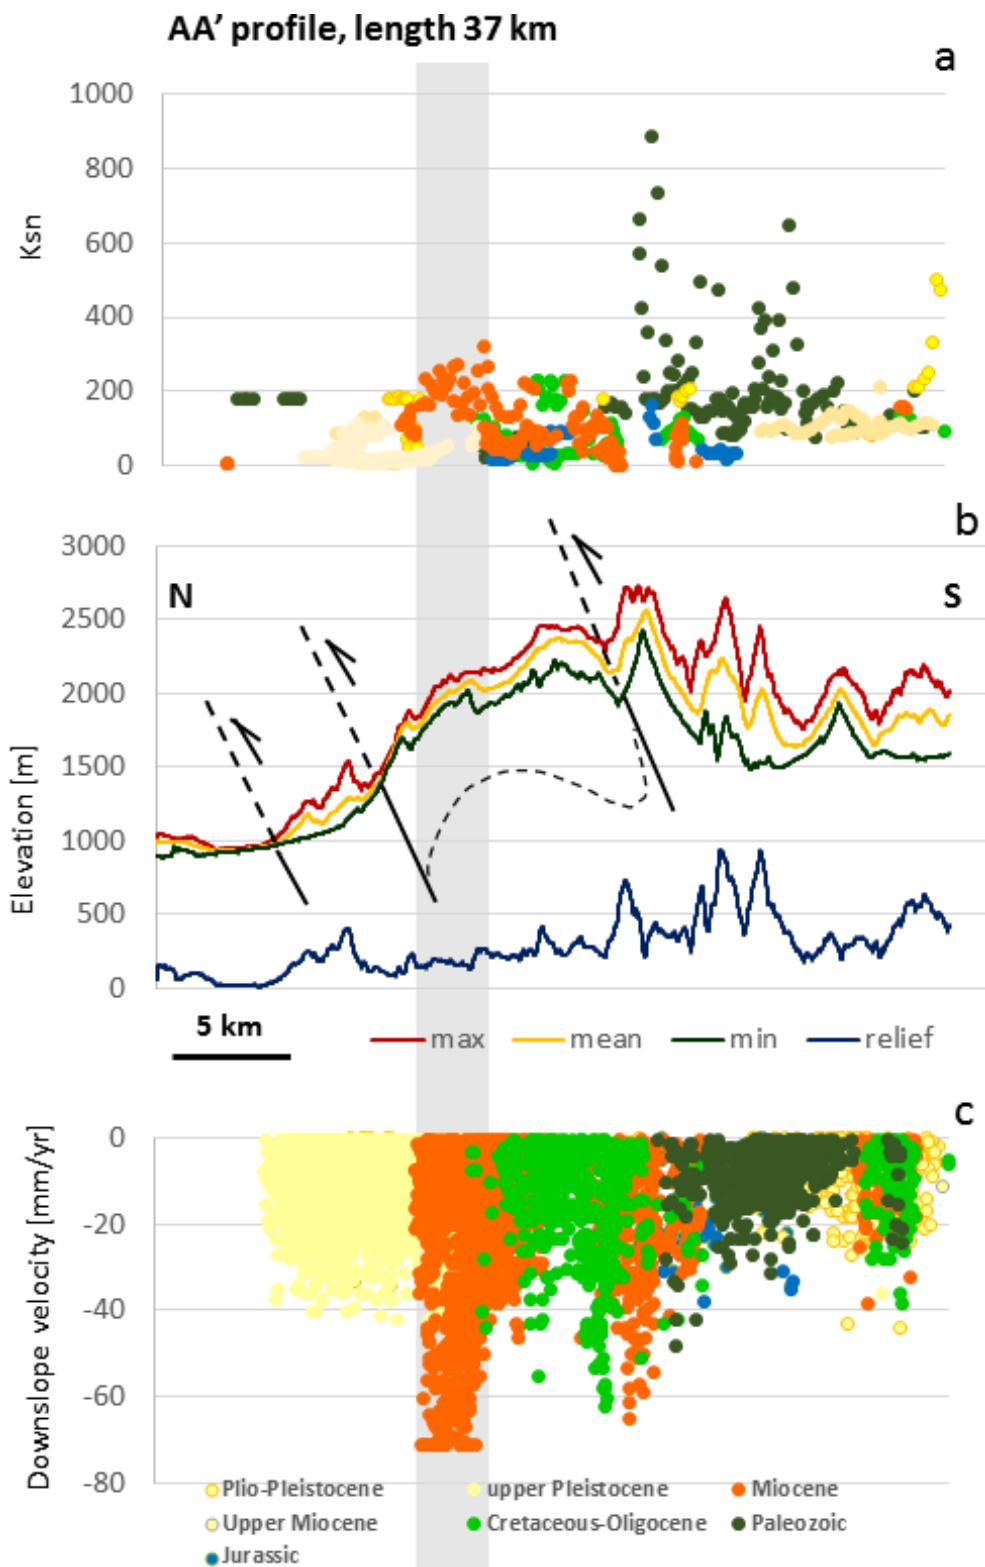 AA' profile, length 37 km
a
1000
800
600
400
200
0
Ksn
b
3000
2500
2000
1500
1000
500
0
Elevation [m]
N
S
5 km
max
mean
min
relief
c
0
-20
-40
-60
-80
Downslope velocity [mm/yr]
Plio-Pleistocene
upper Pleistocene
Miocene
Upper Miocene
Cretaceous-Oligocene
Paleozoic
Jurassic